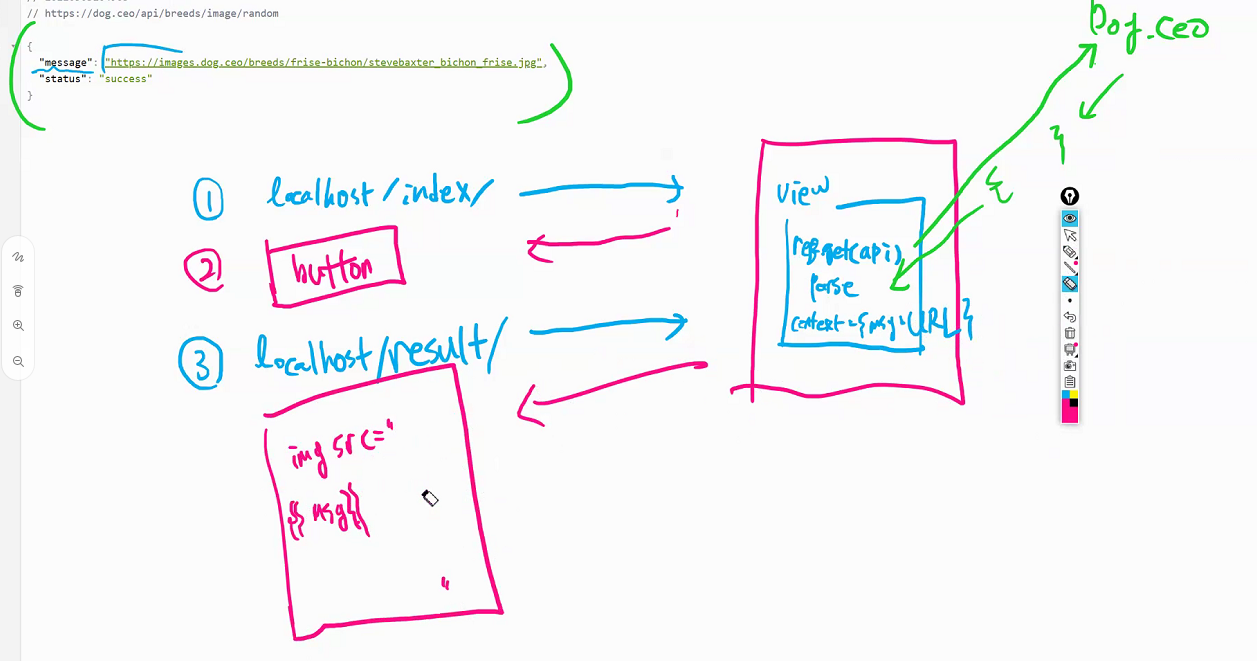 // https://dog.ceo/api/breeds/image/random
Dog.ceo
{
"message": "https://images.dog.ceo/breeds/frise-bichon/stevebaxter_bichon_frise.jpg",
"status": "success"
}
}
{
① localhost/index/
view
② button
req.get(api)
parse
context={msg=URL}
③ localhost/result/
img src="
{{msg}}
"